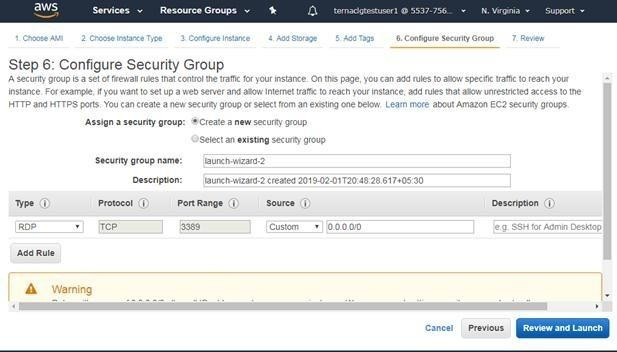 aws
Services
Resource Groups
ternaclgtestuser1 @ 5537-756...
N. Virginia
Support
1. Choose AMI 2. Choose Instance Type 3. Configure Instance 4. Add Storage 5. Add Tags 6. Configure Security Group 7. Review
Step 6: Configure Security Group
A security group is a set of firewall rules that control the traffic for your instance. On this page, you can add rules to allow specific traffic to reach your
instance. For example, if you want to set up a web server and allow Internet traffic to reach your instance, add rules that allow unrestricted access to the
HTTP and HTTPS ports. You can create a new security group or select from an existing one below. Learn more about Amazon EC2 security groups.
Assign a security group: Create a new security group
Select an existing security group
Security group name: launch-wizard-2
Description: launch-wizard-2 created 2019-02-01T20:48:28.617+05:30
Type Protocol Port Range Source Description
RDP TCP 3389 Custom 0.0.0.0/0 e.g. SSH for Admin Desktop
Add Rule
Warning
Cancel Previous Review and Launch